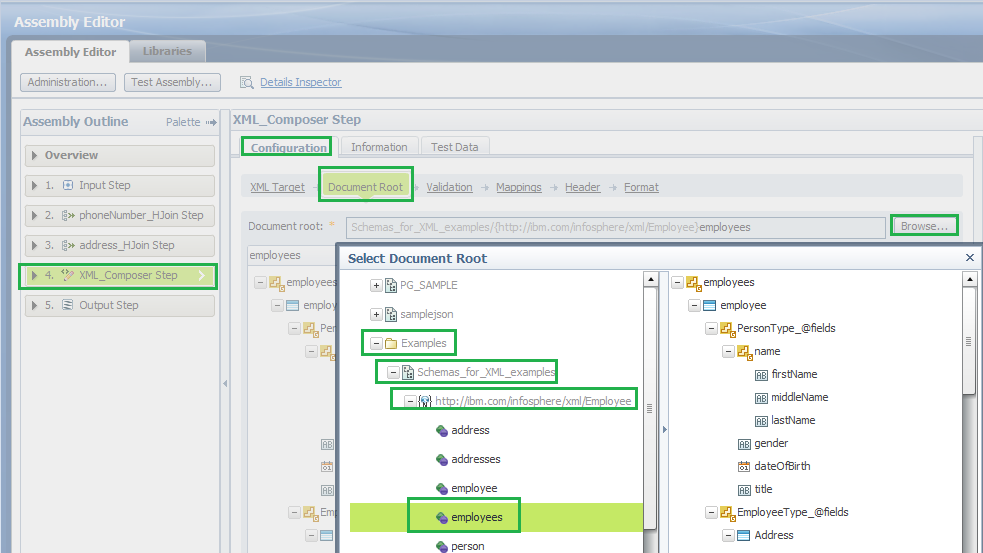 Assembly Editor
Assembly Editor Libraries
Administration... Test Assembly... Details Inspector
Assembly Outline Palette
Overview
1. Input Step
2. phoneNumber_HJoin Step
3. address_HJoin Step
4. XML_Composer Step
5. Output Step
XML_Composer Step
Configuration Information Test Data
XML Target Document Root Validation Mappings Header Format
Document root: * Schemas_for_XML_examples/{http://ibm.com/infosphere/xml/Employee}employees Browse...
employees
employees
employ
Per
Emp
Select Document Root
PG_SAMPLE
samplejson
Examples
Schemas_for_XML_examples
http://ibm.com/infosphere/xml/Employee
address
addresses
employee
employees
person
employees
employee
PersonType_@fields
name
firstName
middleName
lastName
gender
dateOfBirth
title
EmployeeType_@fields
Address